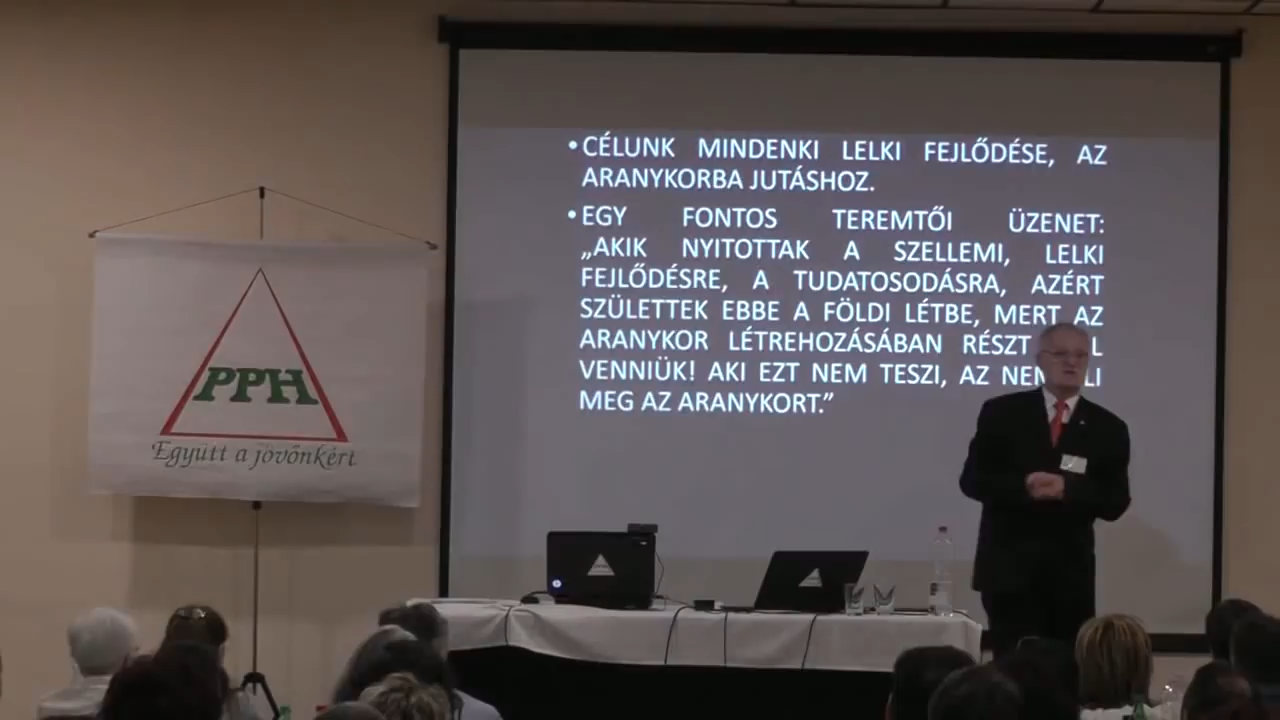 • CÉLUNK MINDENKI LELKI FEJLŐDÉSE, AZ
ARANYKORBA JUTÁSHOZ.
• EGY FONTOS TEREMTŐI ÜZENET:
„AKIK NYITOTTAK A SZELLEMI, LELKI
FEJLŐDÉSRE, A TUDATOSODÁSRA, AZÉRT
SZÜLETTEK EBBE A FÖLDI LÉTBE, MERT AZ
ARANYKOR LÉTREHOZÁSÁBAN RÉSZT
VENNIÜK! AKI EZT NEM TESZI, AZ
MEG AZ ARANYKORT.”
PPH
Együtt a jövőnkért